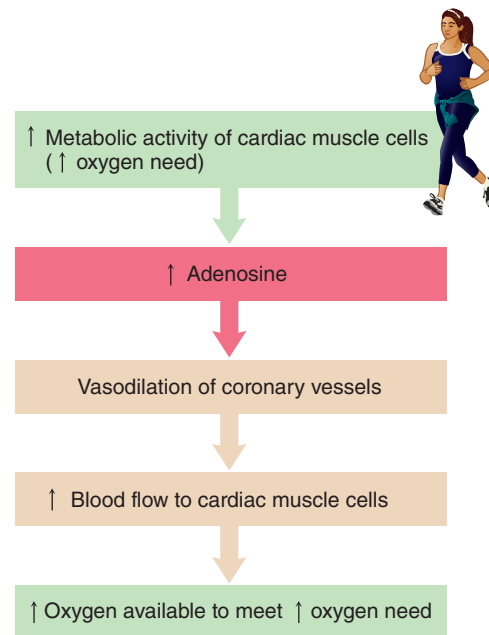 ↑ Metabolic activity of cardiac muscle cells
(↑ oxygen need)
↑ Adenosine
Vasodilation of coronary vessels
↑ Blood flow to cardiac muscle cells
↑ Oxygen available to meet ↑ oxygen need